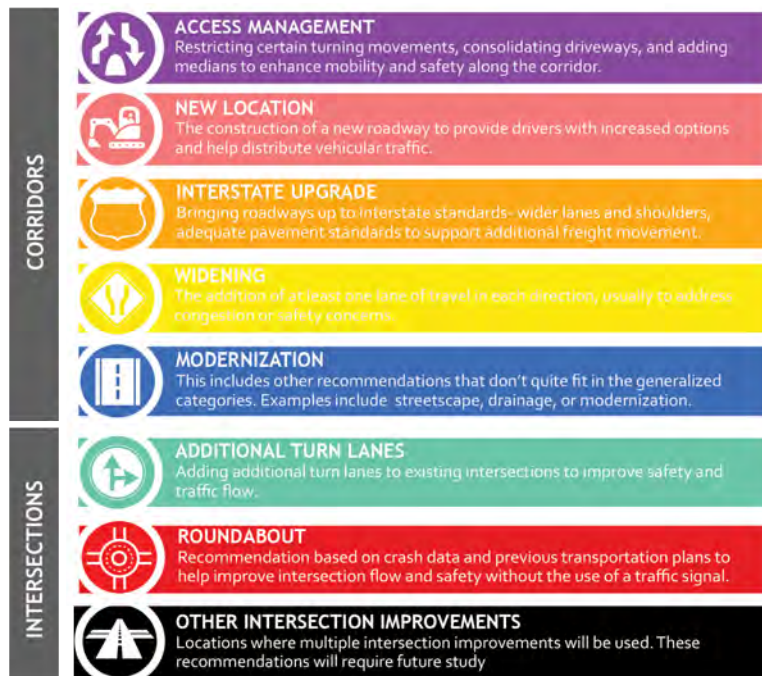 CORRIDORS
ACCESS MANAGEMENT
Restricting certain turning movements, consolidating driveways, and adding
medians to enhance mobility and safety along the corridor.
NEW LOCATION
The construction of a new roadway to provide drivers with increased options
and help distribute vehicular traffic.
INTERSTATE UPGRADE
Bringing roadways up to interstate standards- wider lanes and shoulders,
adequate pavement standards to support additional freight movement.
WIDENING
The addition of at least one lane of travel in each direction, usually to address
congestion or safety concerns.
MODERNIZATION
This includes other recommendations that don't quite fit in the generalized
categories. Examples include streetscape, drainage, or modernization.
INTERSECTIONS
ADDITIONAL TURN LANES
Adding additional turn lanes to existing intersections to improve safety and
traffic flow.
ROUNDABOUT
Recommendation based on crash data and previous transportation plans to
help improve intersection flow and safety without the use of a traffic signal.
OTHER INTERSECTION IMPROVEMENTS
Locations where multiple intersection improvements will be used. These
recommendations will require future study